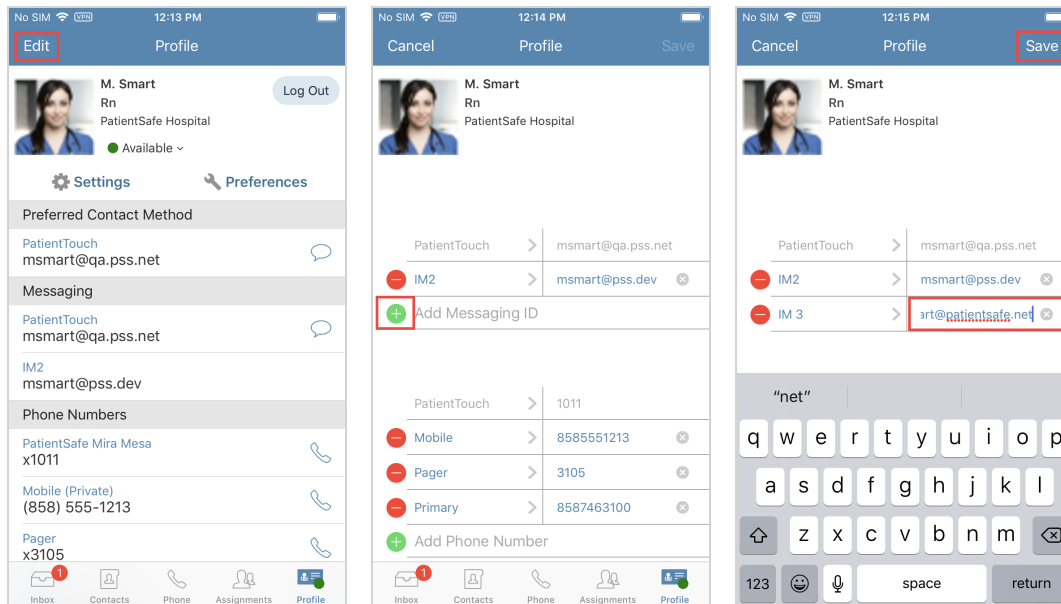 No SIM VPN 12:13 PM
Edit Profile
M. Smart
Rn
PatientSafe Hospital
Log Out
Available
Settings Preferences
Preferred Contact Method
PatientTouch
msmart@qa.pss.net
Messaging
PatientTouch
msmart@qa.pss.net
IM2
msmart@pss.dev
Phone Numbers
PatientSafe Mira Mesa
x1011
Mobile (Private)
(858) 555-1213
Pager
x3105
1
Inbox Contacts Phone Assignments Profile
No SIM VPN 12:14 PM
Cancel Profile Save
M. Smart
Rn
PatientSafe Hospital
PatientTouch msmart@qa.pss.net
IM2 msmart@pss.dev
Add Messaging ID
PatientTouch 1011
Mobile 8585551213
Pager 3105
Primary 8587463100
Add Phone Number
1
Inbox Contacts Phone Assignments Profile
No SIM VPN 12:15 PM
Cancel Profile Save
M. Smart
Rn
PatientSafe Hospital
PatientTouch msmart@qa.pss.net
IM2 msmart@pss.dev
IM 3 art@patientsafe.net
"net"
q w e r t y u i o p
a s d f g h j k l
z x c v b n m
123 space return